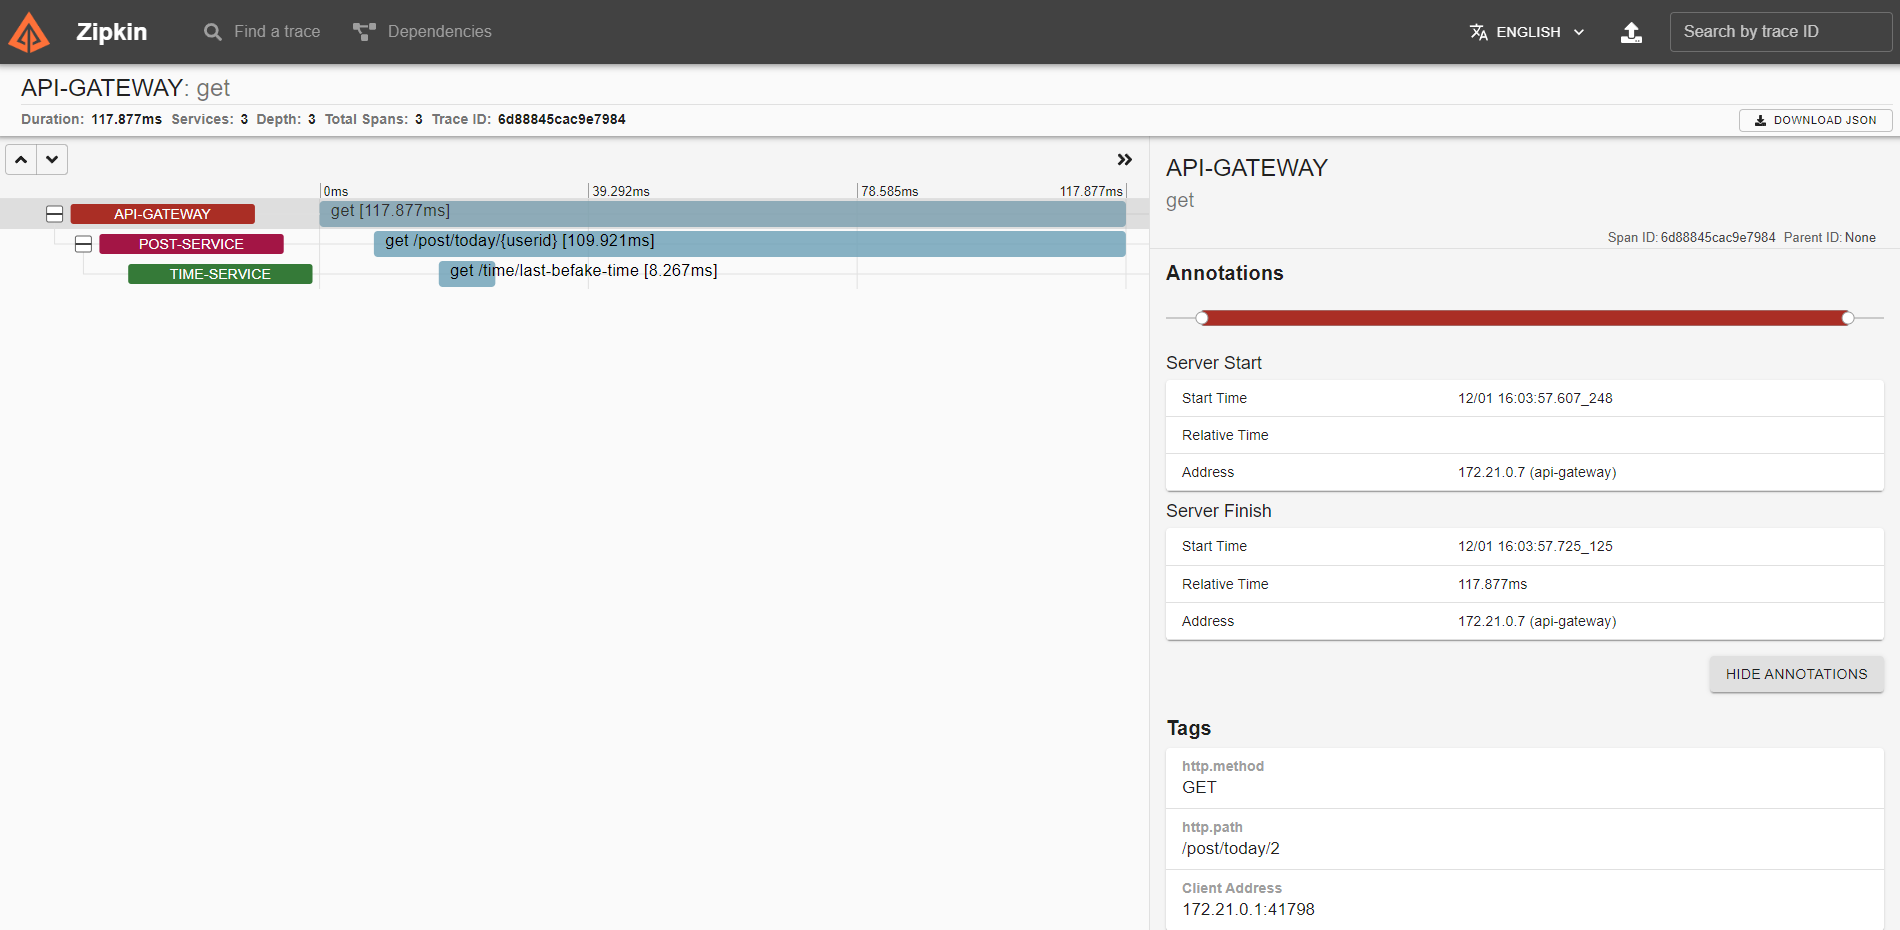 Zipkin
Find a trace
Dependencies
ENGLISH
Search by trace ID
API-GATEWAY: get
Duration: 117.877ms Services: 3 Depth: 3 Total Spans: 3 Trace ID: 6d88845cac9e7984
DOWNLOAD JSON
0ms
39.292ms
78.585ms
117.877ms
API-GATEWAY
get [117.877ms]
POST-SERVICE
get /post/today/{userid} [109.921ms]
TIME-SERVICE
get /time/last-befake-time [8.267ms]
API-GATEWAY
get
Span ID: 6d88845cac9e7984 Parent ID: None
Annotations
Server Start
Start Time 12/01 16:03:57.607_248
Relative Time
Address 172.21.0.7 (api-gateway)
Server Finish
Start Time 12/01 16:03:57.725_125
Relative Time 117.877ms
Address 172.21.0.7 (api-gateway)
HIDE ANNOTATIONS
Tags
http.method
GET
http.path
/post/today/2
Client Address
172.21.0.1:41798